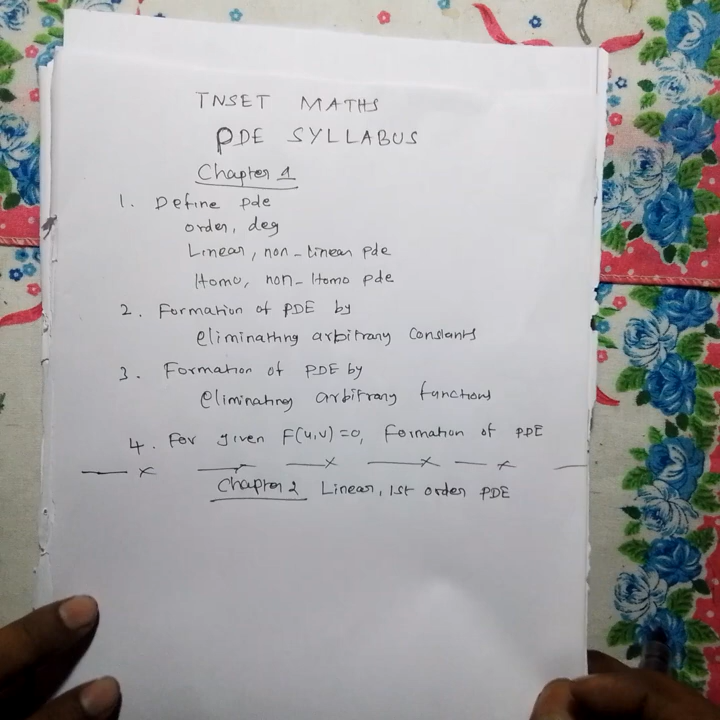 TNSET MATHS
PDE SYLLABUS
Chapter 1
1. Define pde
order, deg
Linear, non-linear pde
Homo, non-Homo pde
2. Formation of PDE by
eliminating arbitrary constants
3. Formation of PDE by
eliminating arbitrary functions
4. For given F(u,v)=0, Formation of PDE
Chapter 2 Linear, 1st order PDE